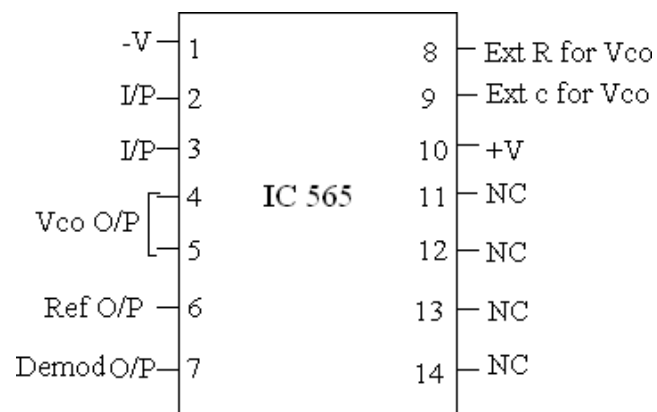 -V 1 8 Ext R for Vco
I/P 2 9 Ext c for Vco
I/P 3 10 +V
4 IC 565 11 NC
Vco O/P
5 12 NC
Ref O/P 6 13 NC
Demod O/P 7 14 NC